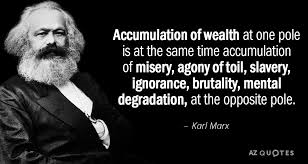 Accumulation of wealth at one pole
is at the same time accumulation
of misery, agony of toil, slavery,
ignorance, brutality, mental
degradation, at the opposite pole.
– Karl Marx
AZ QUOTES